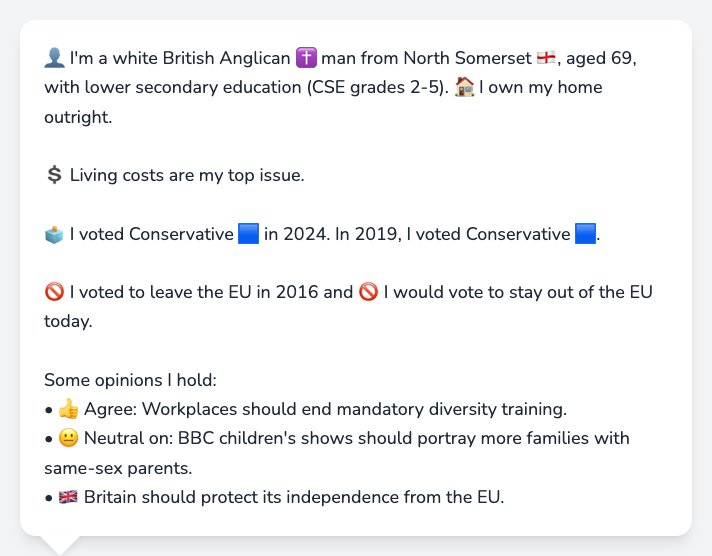 👤 I'm a white British Anglican ✝️ man from North Somerset 🏴󠁧󠁢󠁥󠁮󠁧󠁿, aged 69,
with lower secondary education (CSE grades 2-5). 🏠 I own my home
outright.
💲 Living costs are my top issue.
🗳️ I voted Conservative 🟦 in 2024. In 2019, I voted Conservative 🟦.
🚫 I voted to leave the EU in 2016 and 🚫 I would vote to stay out of the EU
today.
Some opinions I hold:
• 👍 Agree: Workplaces should end mandatory diversity training.
• 😐 Neutral on: BBC children's shows should portray more families with
same-sex parents.
• 🇬🇧 Britain should protect its independence from the EU.